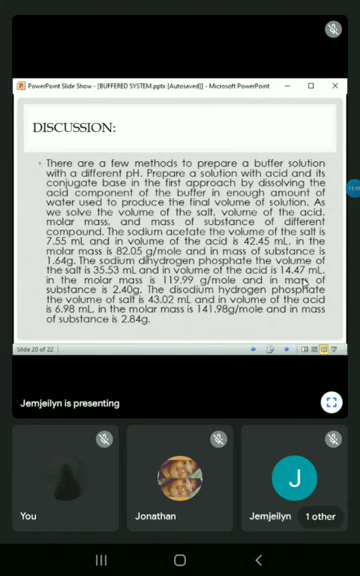 PowerPoint Slide Show - [BUFFERED SYSTEM.pptx [Autosaved]] - Microsoft PowerPoint
DISCUSSION:
• There are a few methods to prepare a buffer solution
with a different pH. Prepare a solution with acid and its
conjugate base in the first approach by dissolving the
acid component of the buffer in enough amount of
water used to produce the final volume of solution. As
we solve the volume of the salt, volume of the acid,
molar mass, and mass of substance of different
compound. The sodium acetate the volume of the salt is
7.55 mL and in volume of the acid is 42.45 mL, in the
molar mass is 82.05 g/mole and in mass of substance is
1.64g. The sodium dihydrogen phosphate the volume of
the salt is 35.53 mL and in volume of the acid is 14.47 mL,
in the molar mass is 119.99 g/mole and in mass of
substance is 2.40g. The disodium hydrogen phosphate
the volume of salt is 43.02 mL and in volume of the acid
is 6.98 mL, in the molar mass is 141.98g/mole and in mass
of substance is 2.84g.
Slide 20 of 22
Jemjeilyn is presenting
You
Jonathan
J
Jemjeilyn
1 other